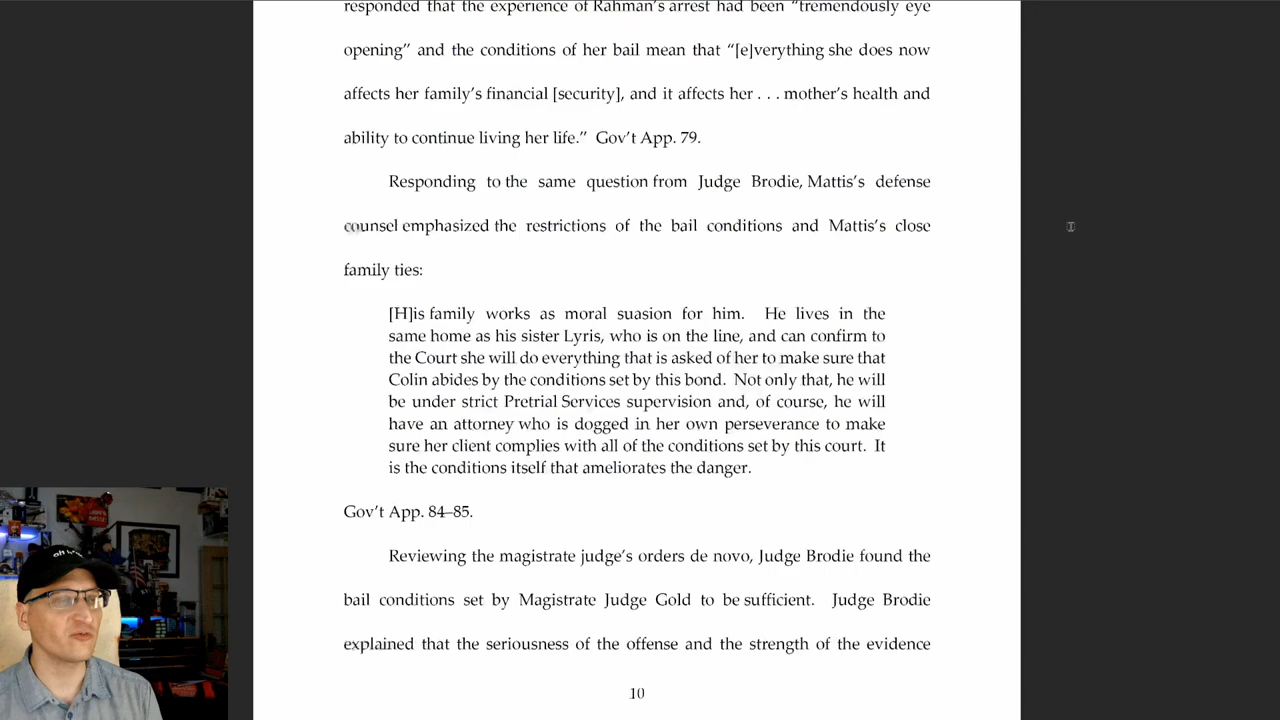 responded that the experience of Rahman’s arrest had been “tremendously eye
opening” and the conditions of her bail mean that “[e]verything she does now
affects her family’s financial [security], and it affects her . . . mother’s health and
ability to continue living her life.” Gov’t App. 79.
Responding to the same question from Judge Brodie, Mattis’s defense
counsel emphasized the restrictions of the bail conditions and Mattis’s close
family ties:
[H]is family works as moral suasion for him. He lives in the
same home as his sister Lyris, who is on the line, and can confirm to
the Court she will do everything that is asked of her to make sure that
Colin abides by the conditions set by this bond. Not only that, he will
be under strict Pretrial Services supervision and, of course, he will
have an attorney who is dogged in her own perseverance to make
sure her client complies with all of the conditions set by this court. It
is the conditions itself that ameliorates the danger.
Gov’t App. 84–85.
Reviewing the magistrate judge’s orders de novo, Judge Brodie found the
bail conditions set by Magistrate Judge Gold to be sufficient. Judge Brodie
explained that the seriousness of the offense and the strength of the evidence
10